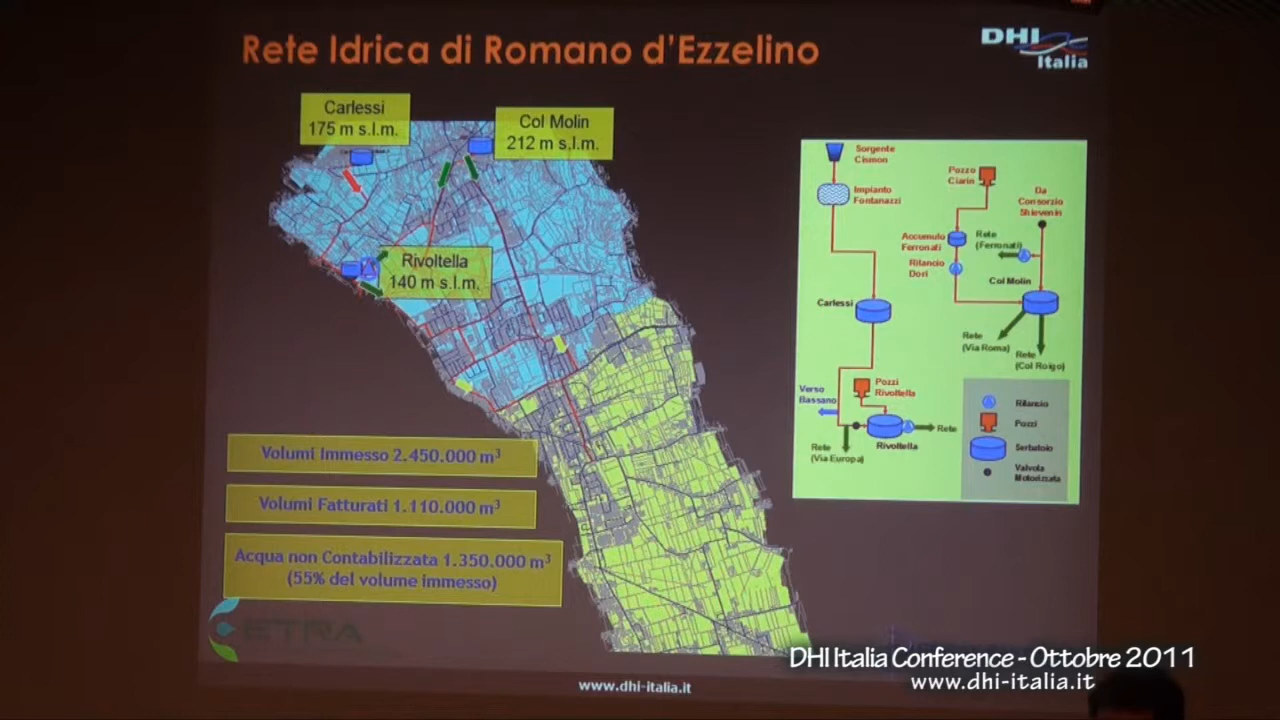 Rete Idrica di Romano d'Ezzelino
DHI
Italia
Carlessi
175 m s.l.m.
Col Molin
212 m s.l.m.
Rivoltella
140 m s.l.m.
Sorgente
Cismon
Impianto
Fontanazzi
Pozzo
Ciarin
Da
Consorzio
Shievenin
Accumulo
Ferronati
Rete
(Ferronati)
Rilancio
Dori
Col Molin
Carlessi
Rete
(Via Roma)
Rete
(Col Roigo)
Verso
Bassano
Pozzi
Rivoltella
Rete
Rivoltella
Rete
(Via Europa)
Rilancio
Pozzi
Serbatoio
Valvola
Motorizzata
Volumi Immesso 2.450.000 m³
Volumi Fatturati 1.110.000 m³
Acqua non Contabilizzata 1.350.000 m³
(55% del volume immesso)
ETRA
DHI Italia Conference - Ottobre 2011
www.dhi-italia.it
www.dhi-italia.it